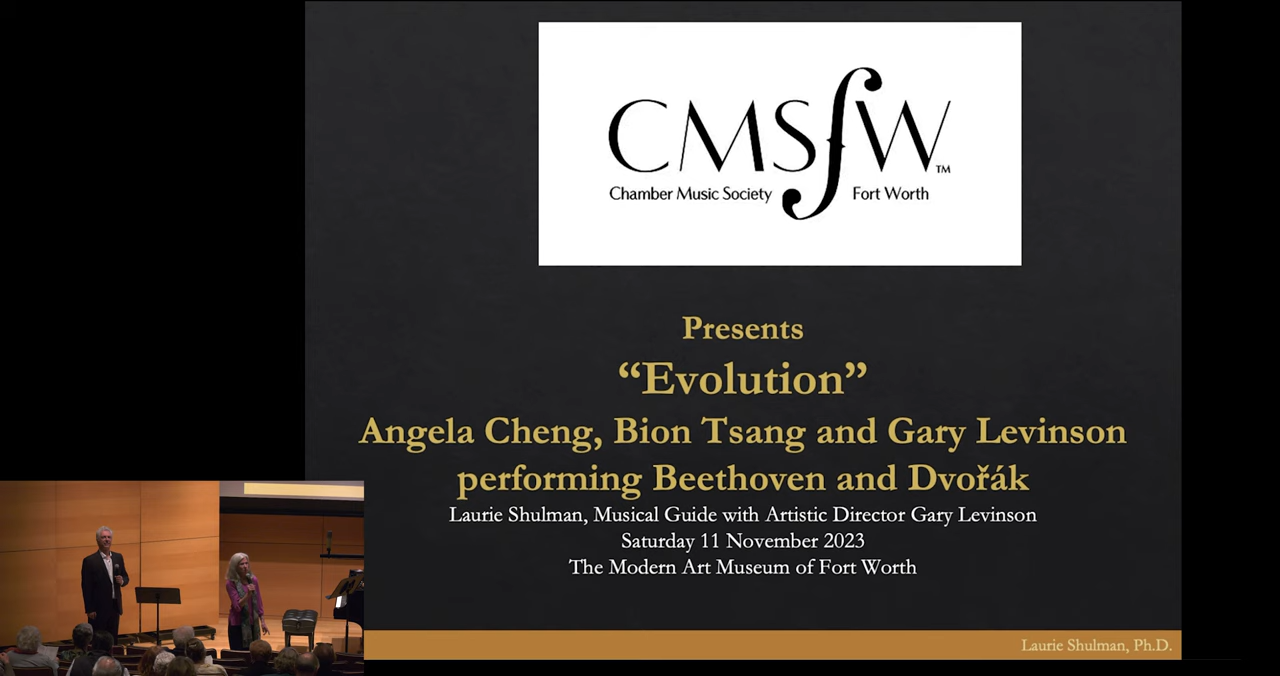 CMSfW™
Chamber Music Society Fort Worth
Presents
“Evolution”
Angela Cheng, Bion Tsang and Gary Levinson
performing Beethoven and Dvořák
Laurie Shulman, Musical Guide with Artistic Director Gary Levinson
Saturday 11 November 2023
The Modern Art Museum of Fort Worth
Laurie Shulman, Ph.D.